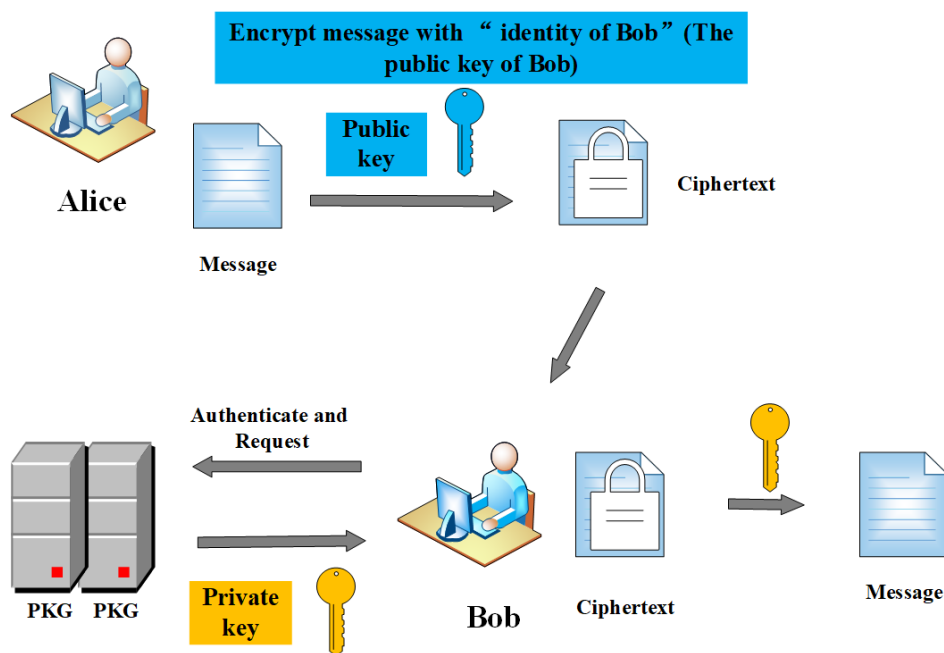 Encrypt message with “ identity of Bob” (The
public key of Bob)
Public
key
Alice
Ciphertext
Message
Authenticate and
Request
PKG PKG
Private
key
Bob
Ciphertext
Message